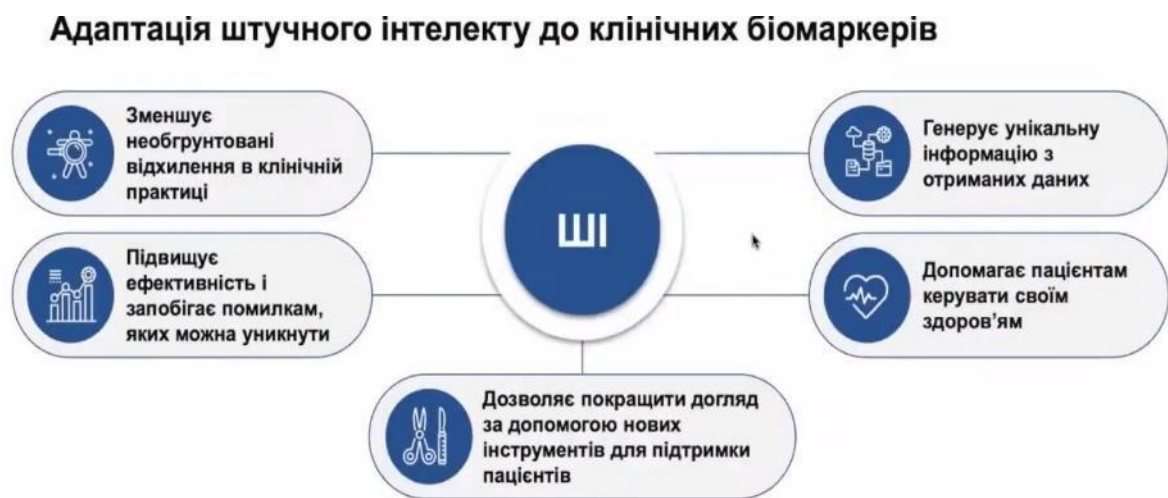 Адаптація штучного інтелекту до клінічних біомаркерів
Зменшує
необгрунтовані
відхилення в клінічній
практиці
Підвищує
ефективність і
запобігає помилкам,
яких можна уникнути
ШІ
Генерує унікальну
інформацію з
отриманих даних
Допомагає пацієнтам
керувати своїм
здоров’ям
Дозволяє покращити догляд
за допомогою нових
інструментів для підтримки
пацієнтів